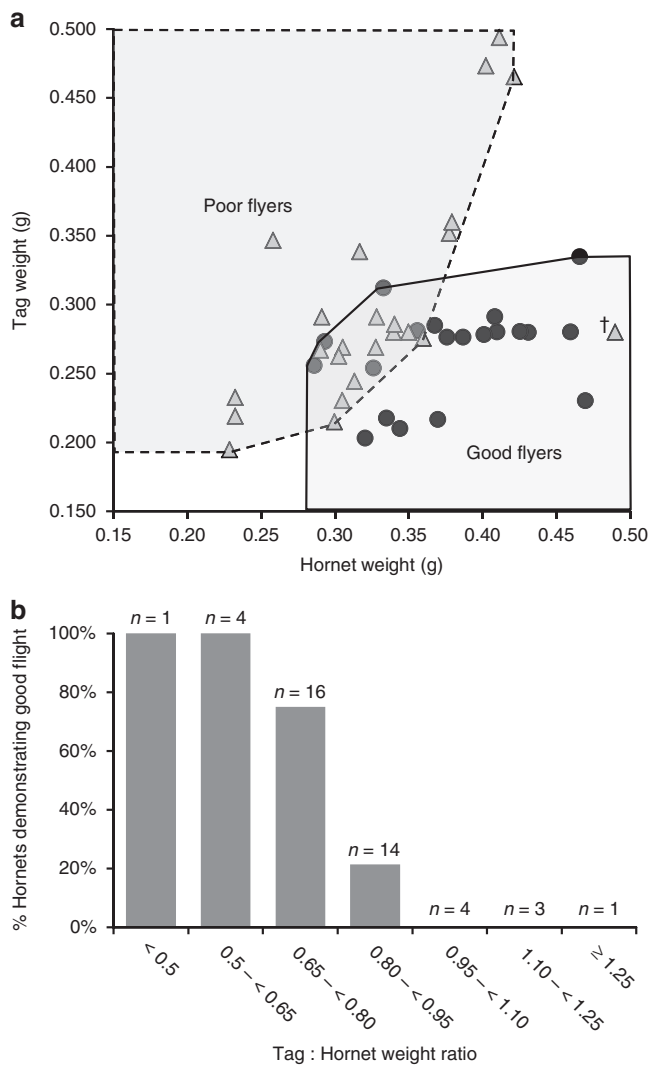 a
0.500
0.450
0.400
0.350
0.300
0.250
0.200
0.150
Tag weight (g)
Poor flyers
†
Good flyers
0.15 0.20 0.25 0.30 0.35 0.40 0.45 0.50
Hornet weight (g)
b
n = 1 n = 4
100%
n = 16
80%
60%
40%
n = 14
20%
n = 4 n = 3 n = 1
0%
% Hornets demonstrating good flight
< 0.5
0.5 – < 0.65
0.65 – < 0.80
0.80 – < 0.95
0.95 – < 1.10
1.10 – < 1.25
≥ 1.25
Tag : Hornet weight ratio